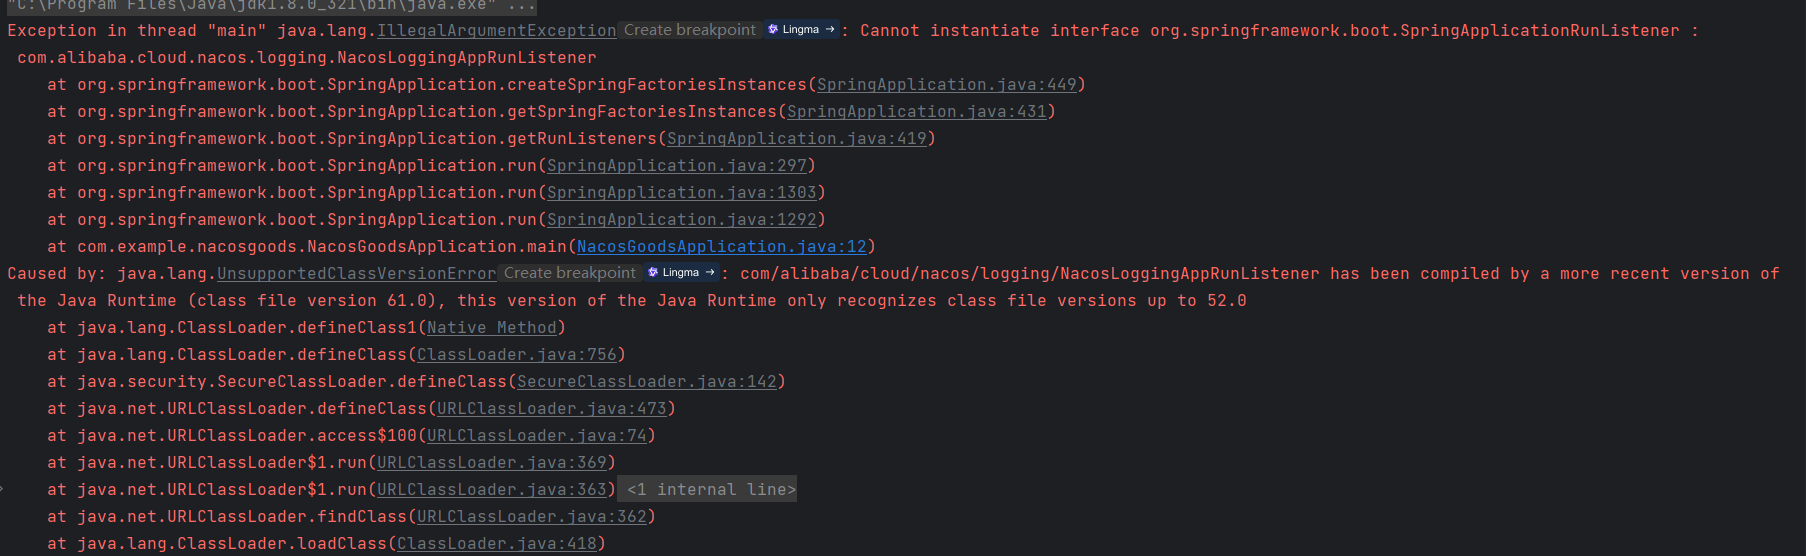 "C:\Program Files\Java\jdk1.8.0_321\bin\java.exe" ...
Exception in thread "main" java.lang.IllegalArgumentException Create breakpoint Lingma → : Cannot instantiate interface org.springframework.boot.SpringApplicationRunListener :
com.alibaba.cloud.nacos.logging.NacosLoggingAppRunListener
at org.springframework.boot.SpringApplication.createSpringFactoriesInstances(SpringApplication.java:449)
at org.springframework.boot.SpringApplication.getSpringFactoriesInstances(SpringApplication.java:431)
at org.springframework.boot.SpringApplication.getRunListeners(SpringApplication.java:419)
at org.springframework.boot.SpringApplication.run(SpringApplication.java:297)
at org.springframework.boot.SpringApplication.run(SpringApplication.java:1303)
at org.springframework.boot.SpringApplication.run(SpringApplication.java:1292)
at com.example.nacosgoods.NacosGoodsApplication.main(NacosGoodsApplication.java:12)
Caused by: java.lang.UnsupportedClassVersionError Create breakpoint Lingma → : com/alibaba/cloud/nacos/logging/NacosLoggingAppRunListener has been compiled by a more recent version of
the Java Runtime (class file version 61.0), this version of the Java Runtime only recognizes class file versions up to 52.0
at java.lang.ClassLoader.defineClass1(Native Method)
at java.lang.ClassLoader.defineClass(ClassLoader.java:756)
at java.security.SecureClassLoader.defineClass(SecureClassLoader.java:142)
at java.net.URLClassLoader.defineClass(URLClassLoader.java:473)
at java.net.URLClassLoader.access$100(URLClassLoader.java:74)
at java.net.URLClassLoader$1.run(URLClassLoader.java:369)
at java.net.URLClassLoader$1.run(URLClassLoader.java:363) <1 internal line>
at java.net.URLClassLoader.findClass(URLClassLoader.java:362)
at java.lang.ClassLoader.loadClass(ClassLoader.java:418)